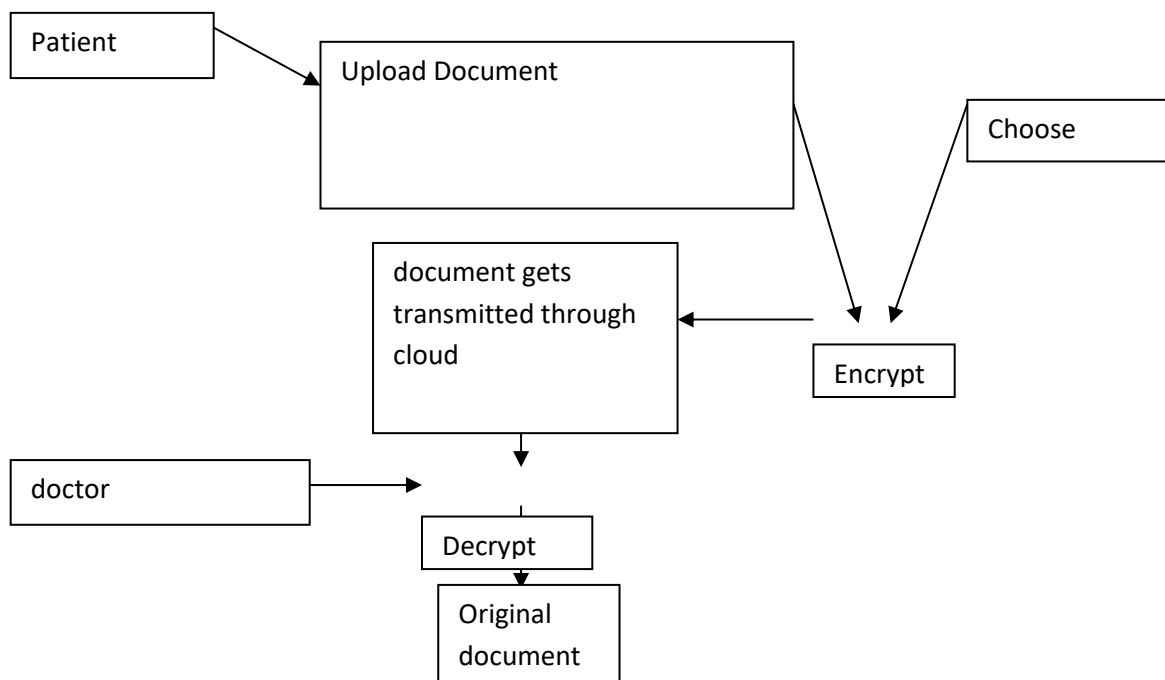 Patient
Upload Document
Choose
document gets
transmitted through
cloud
Encrypt
doctor
Decrypt
Original
document